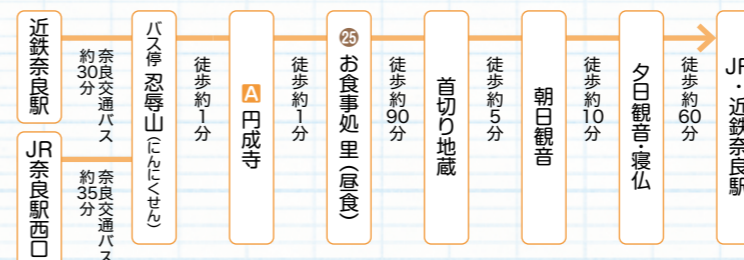 近鉄奈良駅
奈良交通バス
約30分
JR奈良駅西口
奈良交通バス
約35分
バス停 忍辱山(にんにくせん)
徒歩約1分
A 円成寺
徒歩約1分
25 お食事処 里(昼食)
徒歩約90分
首切り地蔵
徒歩約5分
朝日観音
徒歩約10分
夕日観音・寝仏
徒歩約60分
JR・近鉄奈良駅